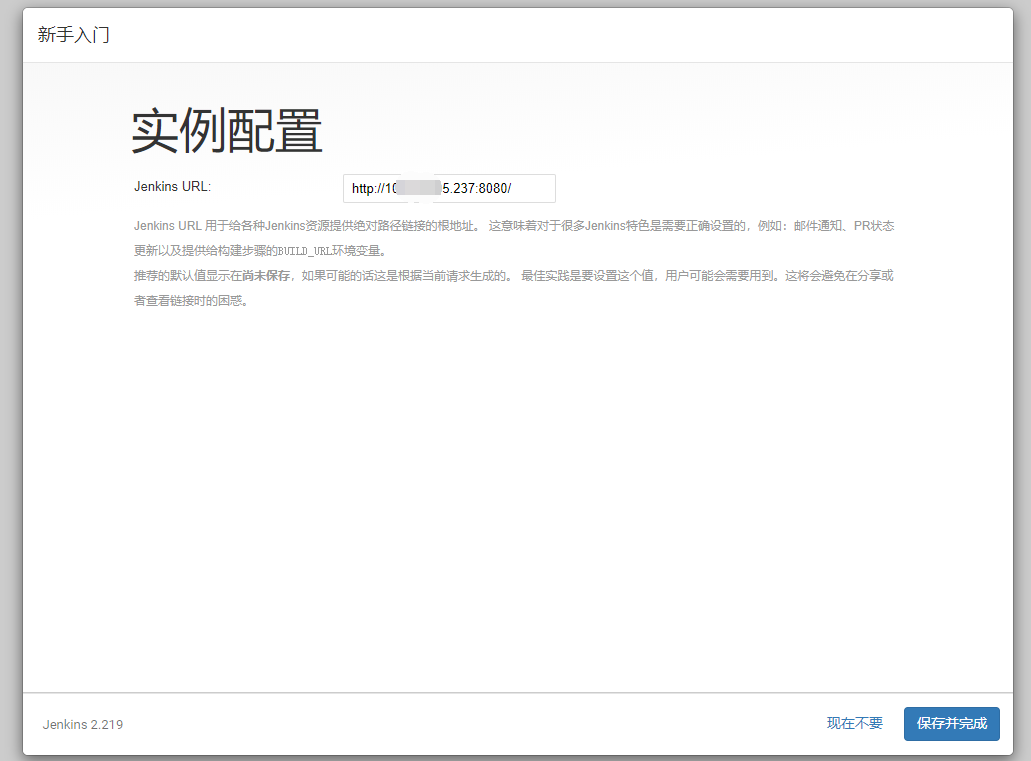 新手入门
实例配置
Jenkins URL: http://10 5.237:8080/
Jenkins URL 用于给各种Jenkins资源提供绝对路径链接的根地址。 这意味着对于很多Jenkins特色是需要正确设置的，例如：邮件通知、PR状态
更新以及提供给构建步骤的BUILD_URL环境变量。
推荐的默认值显示在尚未保存，如果可能的话这是根据当前请求生成的。 最佳实践是要设置这个值，用户可能会需要用到。这将会避免在分享或
者查看链接时的困惑。
Jenkins 2.219 现在不要 保存并完成